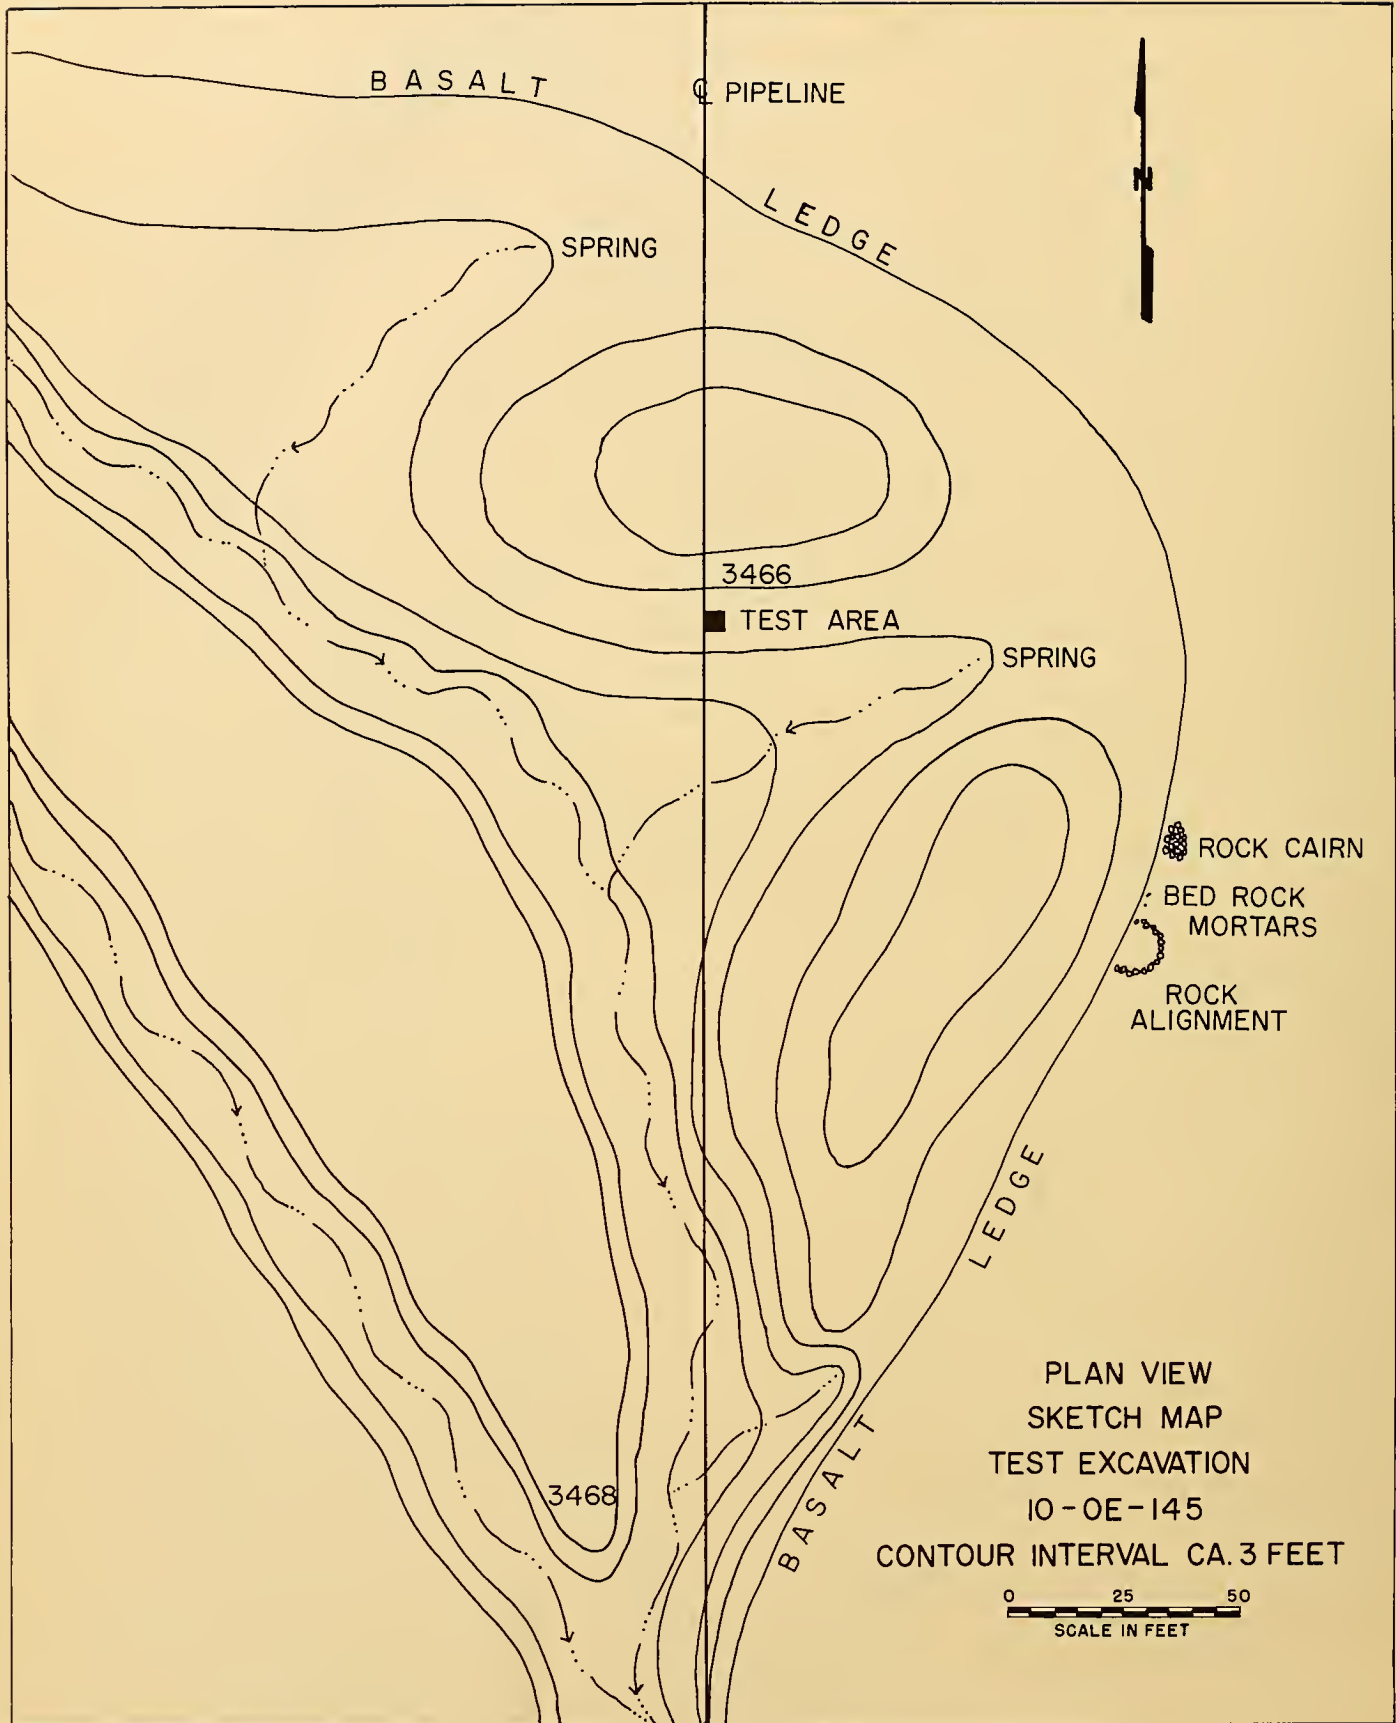 BASALT
℄ PIPELINE
N
LEDGE
SPRING
3466
TEST AREA
SPRING
ROCK CAIRN
BED ROCK
MORTARS
ROCK
ALIGNMENT
LEDGE
BASALT
3468
PLAN VIEW
SKETCH MAP
TEST EXCAVATION
10-OE-145
CONTOUR INTERVAL CA. 3 FEET
0 25 50
SCALE IN FEET